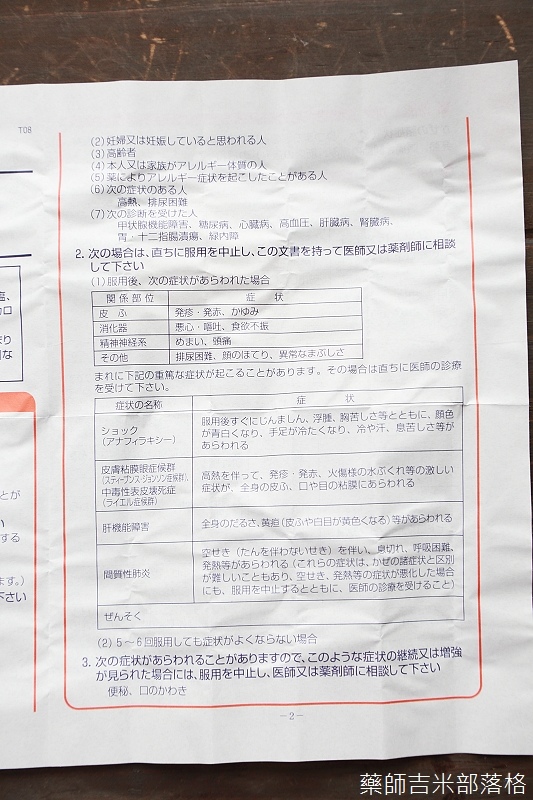 T08
(2) 妊婦又は妊娠していると思われる人
(3) 高齢者
(4) 本人又は家族がアレルギー体質の人
(5) 薬によりアレルギー症状を起こしたことがある人
(6) 次の症状のある人
高熱、排尿困難
(7) 次の診断を受けた人
甲状腺機能障害、糖尿病、心臓病、高血圧、肝臓病、腎臓病、
胃・十二指腸潰瘍、緑内障
2. 次の場合は、直ちに服用を中止し、この文書を持って医師又は薬剤師に相談
して下さい
(1) 服用後、次の症状があらわれた場合
関係部位 症 状
皮 ふ 発疹・発赤、かゆみ
消化器 悪心・嘔吐、食欲不振
精神神経系 めまい、頭痛
その他 排尿困難、顔のほてり、異常なまぶしさ
まれに下記の重篤な症状が起こることがあります。その場合は直ちに医師の診療
を受けて下さい。
症状の名称 症 状
ショック
(アナフィラキシー)
服用後すぐにじんましん、浮腫、胸苦しさ等とともに、顔色
が青白くなり、手足が冷たくなり、冷や汗、息苦しさ等が
あらわれる
皮膚粘膜眼症候群
(スティーブンス・ジョンソン症候群)、
中毒性表皮壊死症
(ライエル症候群)
高熱を伴って、発疹・発赤、火傷様の水ぶくれ等の激しい
症状が、全身の皮ふ、口や目の粘膜にあらわれる
肝機能障害 全身のだるさ、黄疸(皮ふや白目が黄色くなる)等があらわれる
間質性肺炎
空せき(たんを伴わないせき)を伴い、息切れ、呼吸困難、
発熱等があらわれる(これらの症状は、かぜの諸症状と区別
が難しいこともあり、空せき、発熱等の症状が悪化した場合
にも、服用を中止するとともに、医師の診療を受けること)
ぜんそく
(2) 5～6回服用しても症状がよくならない場合
3. 次の症状があらわれることがありますので、このような症状の継続又は増強
が見られた場合には、服用を中止し、医師又は薬剤師に相談して下さい
便秘、口のかわき
－2－
藥師吉米部落格